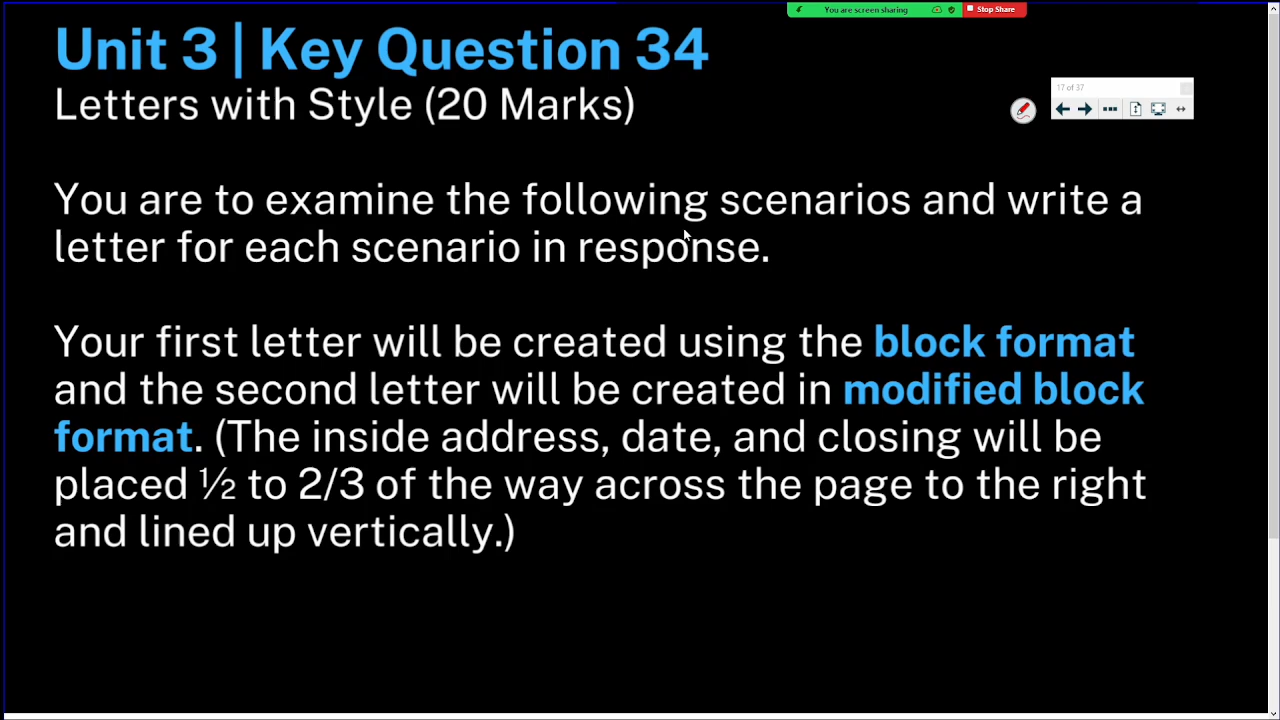 You are screen sharing
Stop Share
Unit 3 | Key Question 34
Letters with Style (20 Marks)
17 of 37
You are to examine the following scenarios and write a
letter for each scenario in response.
Your first letter will be created using the block format
and the second letter will be created in modified block
format. (The inside address, date, and closing will be
placed ½ to 2/3 of the way across the page to the right
and lined up vertically.)